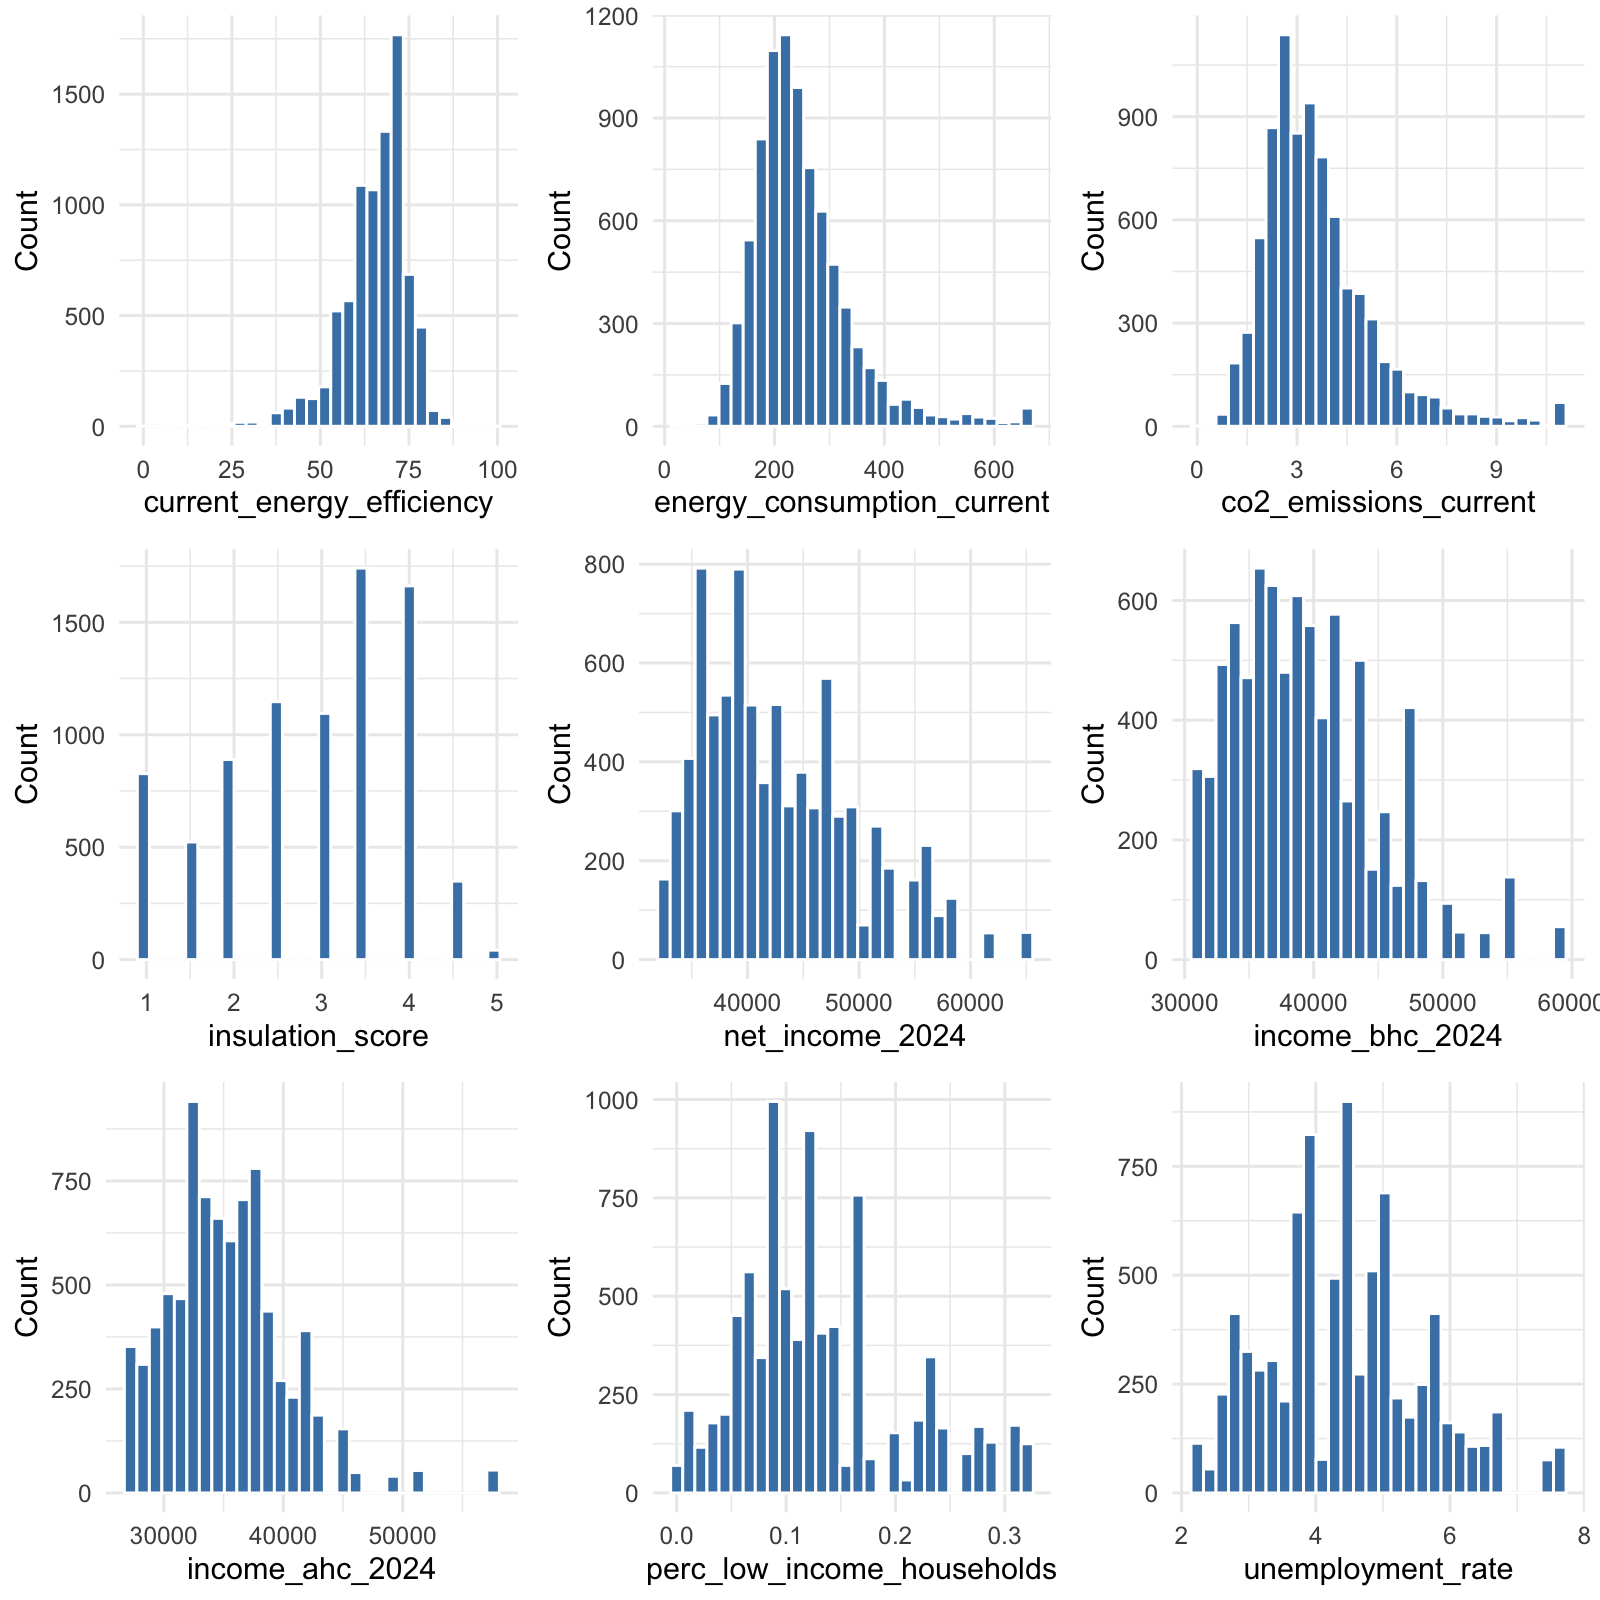 Count
1500
1000
500
0
0 25 50 75 100
current_energy_efficiency
Count
1200
900
600
300
0
0 200 400 600
energy_consumption_current
Count
900
600
300
0
0 3 6 9
co2_emissions_current
Count
1500
1000
500
0
1 2 3 4 5
insulation_score
Count
800
600
400
200
0
40000 50000 60000
net_income_2024
Count
600
400
200
0
30000 40000 50000 6000
income_bhc_2024
Count
750
500
250
0
30000 40000 50000
income_ahc_2024
Count
1000
750
500
250
0
0.0 0.1 0.2 0.3
perc_low_income_households
Count
750
500
250
0
2 4 6 8
unemployment_rate